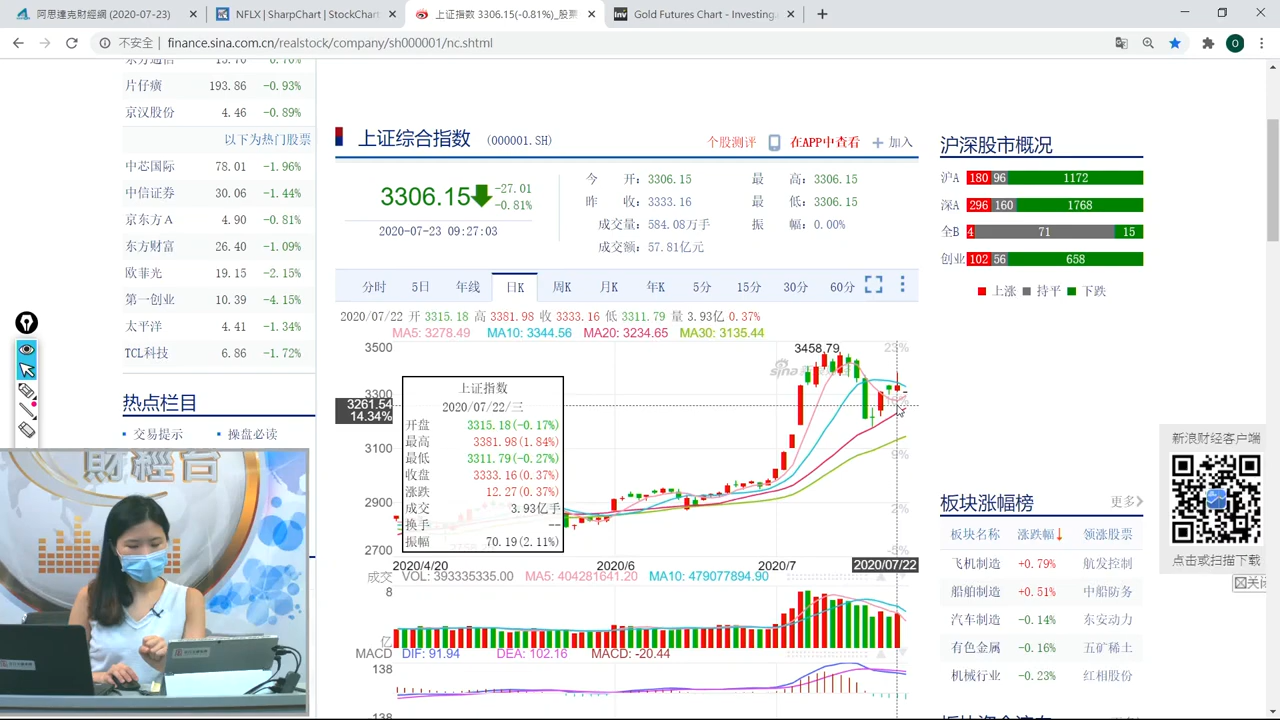 阿思達克財經網 (2020-07-23)
NFLX | SharpChart | StockChart
上证指数 3306.15(-0.81%)_股票
Gold Futures Chart - Investing.
不安全
finance.sina.com.cn/realstock/company/sh000001/nc.shtml
东方通信 13.70 -0.70%
片仔癀 193.86 -0.93%
京汉股份 4.46 -0.89%
以下为热门股票
中芯国际 78.01 -1.96%
中信证券 30.06 -1.44%
京东方A 4.90 -0.81%
东方财富 26.40 -1.09%
欧菲光 19.15 -2.15%
第一创业 10.39 -4.15%
太平洋 4.41 -1.34%
TCL科技 6.86 -1.72%
热点栏目
交易提示 操盘必读
財經台
上证综合指数 (000001.SH)
个股测评 在APP中查看 加入
3306.15 -27.01
-0.81%
2020-07-23 09:27:03
今 开: 3306.15 最 高: 3306.15
昨 收: 3333.16 最 低: 3306.15
成交量: 584.08万手 振 幅: 0.00%
成交额: 57.81亿元
分时 5日 年线 日K 周K 月K 年K 5分 15分 30分 60分
2020/07/22 开 3315.18 高 3381.98 收 3333.16 低 3311.79 量 3.93亿 0.37%
MA5: 3278.49 MA10: 3344.56 MA20: 3234.65 MA30: 3135.44
3500 3458.79 23%
sina
3300
3261.54
14.34%
3100 9%
2900 2%
2700 -5%
上证指数
2020/07/22/三
开盘 3315.18(-0.17%)
最高 3381.98(1.84%)
最低 3311.79(-0.27%)
收盘 3333.16(0.37%)
涨跌 12.27(0.37%)
成交 3.93亿手
换手 --
振幅 70.19(2.11%)
2020/4/20 2020/6 2020/7 2020/07/22
成交 VOL: 393335335.00 MA5: 404281641.20 MA10: 479077894.90
8
亿
MACD DIF: 91.94 DEA: 102.16 MACD: -20.44
138
138
沪深股市概况
沪A 180 96 1172
深A 296 160 1768
全B 4 71 15
创业 102 56 658
上涨 持平 下跌
新浪财经客户端
点击或扫描下载
关闭
板块涨幅榜 更多
板块名称 涨跌幅↓ 领涨股票
飞机制造 +0.79% 航发控制
船舶制造 +0.51% 中船防务
汽车制造 -0.14% 东安动力
有色金属 -0.16% 五矿稀土
机械行业 -0.23% 红相股份